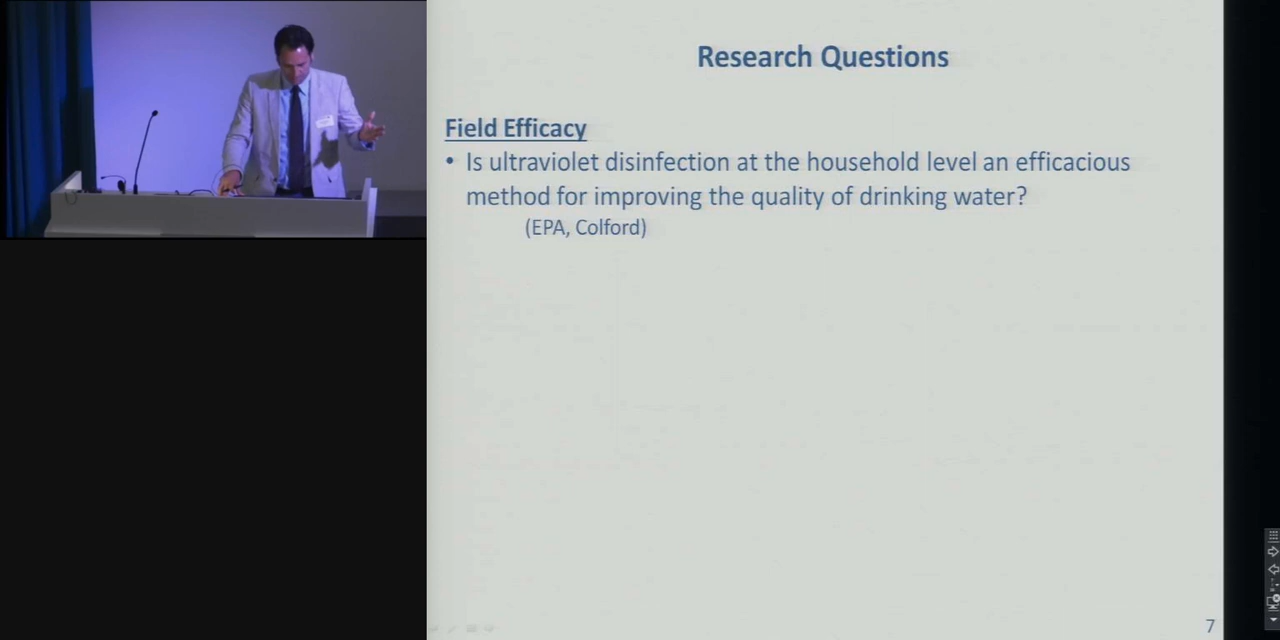 Research Questions
Field Efficacy
• Is ultraviolet disinfection at the household level an efficacious
method for improving the quality of drinking water?
(EPA, Colford)
7